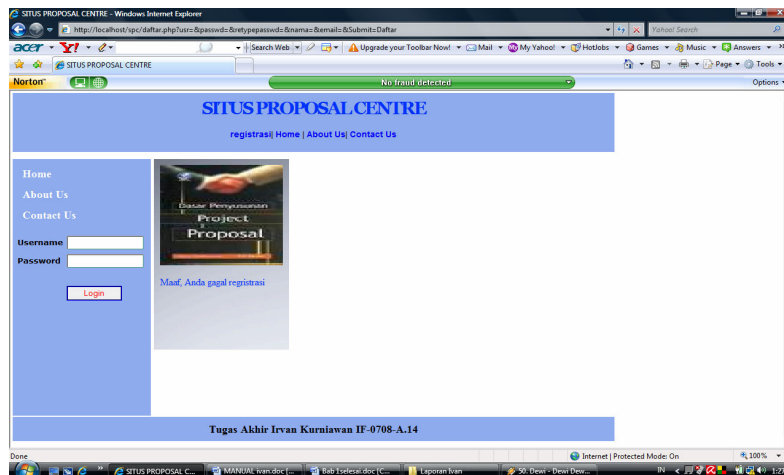 SITUS PROPOSAL CENTRE - Windows Internet Explorer
http://localhost/spc/daftar.php?usr=&passwd=&retypepasswd=&nama=&email=&Submit=Daftar
Yahoo! Search
acer Y! Search Web Upgrade your Toolbar Now! Mail My Yahoo! HotJobs Games Music Answers
SITUS PROPOSAL CENTRE Page Tools
Norton™ No fraud detected Options
SITUS PROPOSAL CENTRE
registrasi| Home | About Us| Contact Us
Home
About Us
Contact Us
Username
Password
Login
Dasar Penyusunan
Project
Proposal
Maaf, Anda gagal regristrasi
Tugas Akhir Irvan Kurniawan IF-0708-A.14
Done Internet | Protected Mode: On 100%
SITUS PROPOSAL C... MANUAL ivan.doc [... Bab 1selesai.doc [C... Laporan Ivan 50. Dewi - Dewi Dew... IN